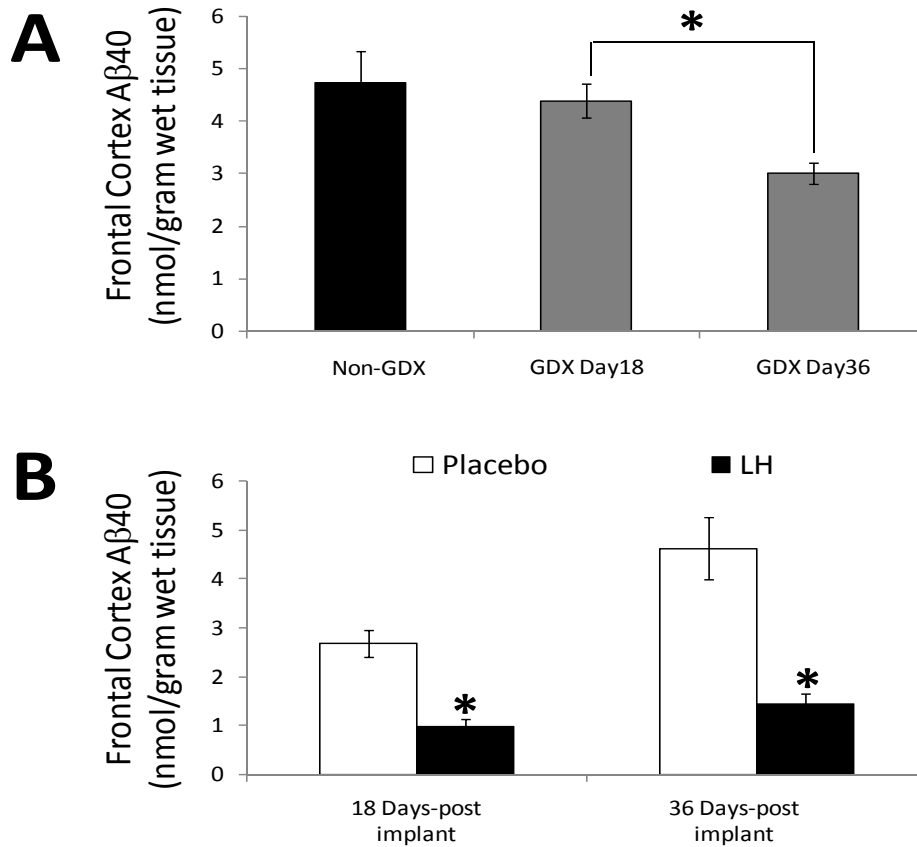 A
Frontal Cortex Aβ40
(nmol/gram wet tissue)
6
5
4
3
2
1
0
*
Non-GDX
GDX Day18
GDX Day36
B
Frontal Cortex Aβ40
(nmol/gram wet tissue)
Placebo
LH
6
5
4
3
2
1
0
*
*
18 Days-post
implant
36 Days-post
implant